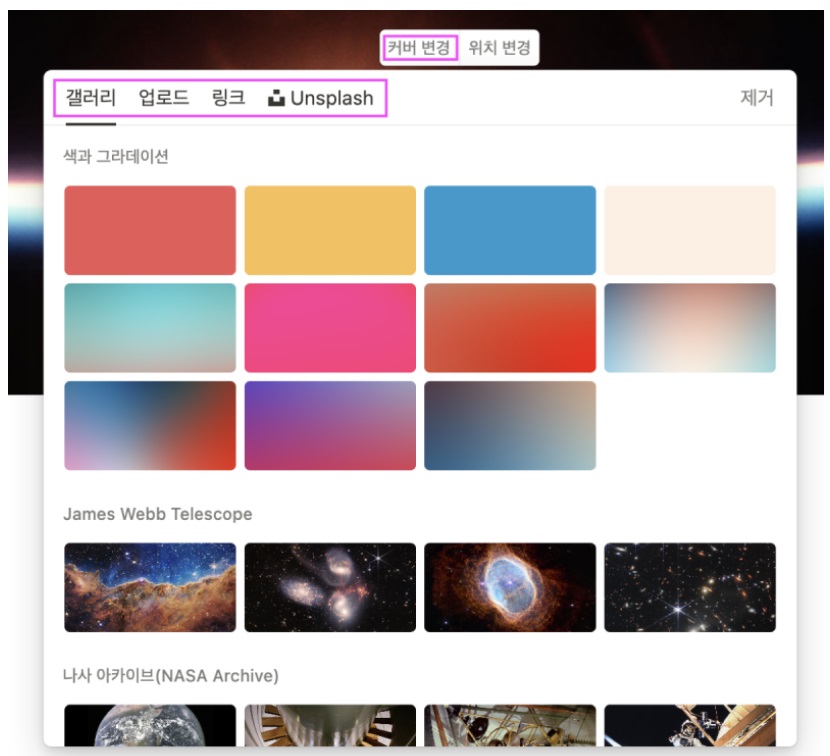 커버 변경 위치 변경
갤러리 업로드 링크 Unsplash 제거
색과 그라데이션
James Webb Telescope
나사 아카이브(NASA Archive)